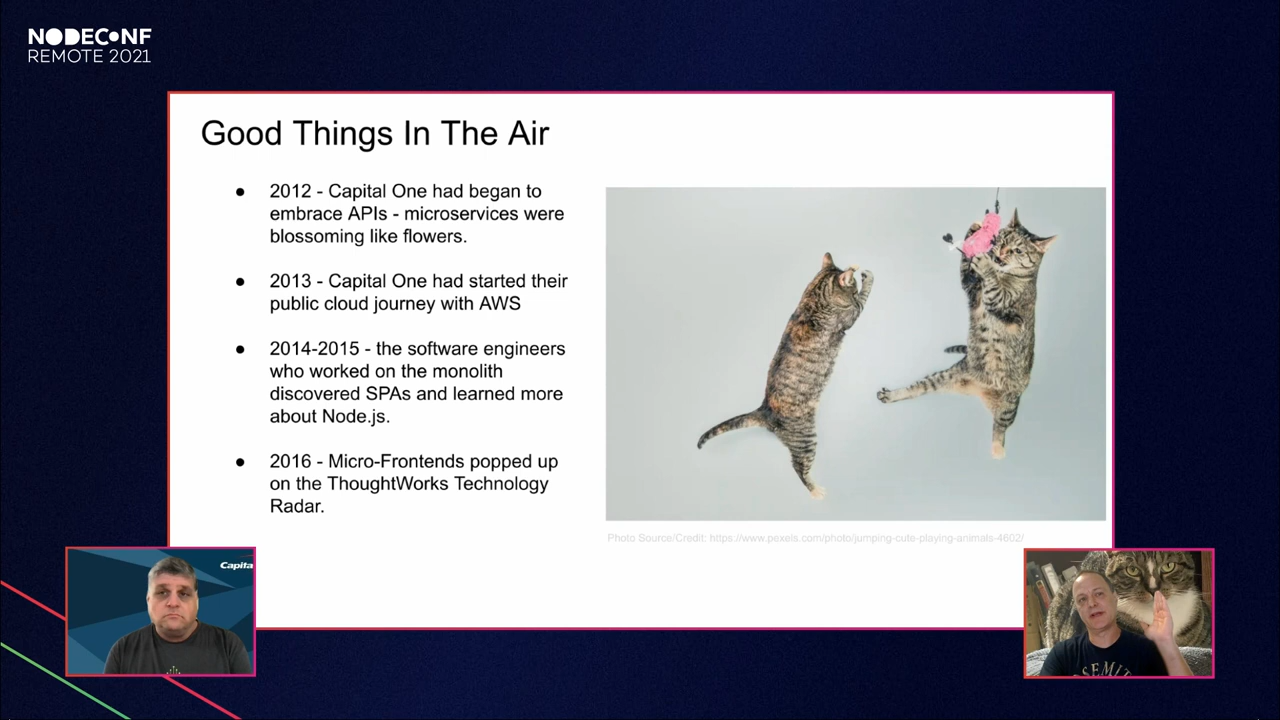 NODECONF
REMOTE 2021
Good Things In The Air
● 2012 - Capital One had began to
embrace APIs - microservices were
blossoming like flowers.
● 2013 - Capital One had started their
public cloud journey with AWS
● 2014-2015 - the software engineers
who worked on the monolith
discovered SPAs and learned more
about Node.js.
● 2016 - Micro-Frontends popped up
on the ThoughtWorks Technology
Radar.
Photo Source/Credit: https://www.pexels.com/photo/jumping-cute-playing-animals-4602/
Capita
SEMIT